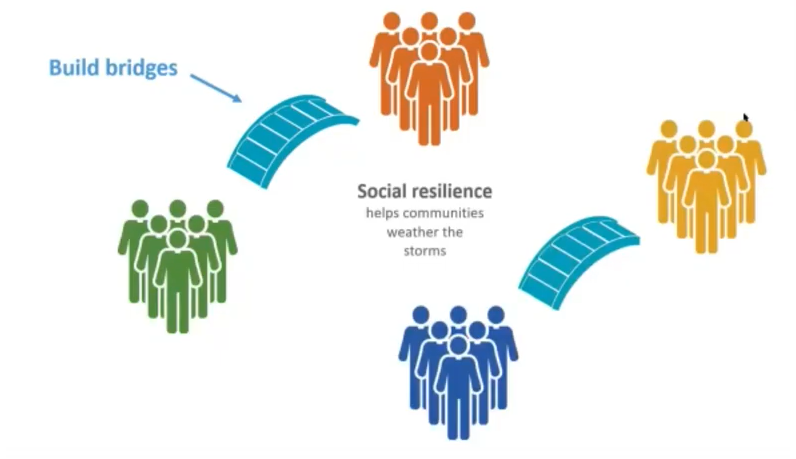 Build bridges
Social resilience
helps communities
weather the
storms